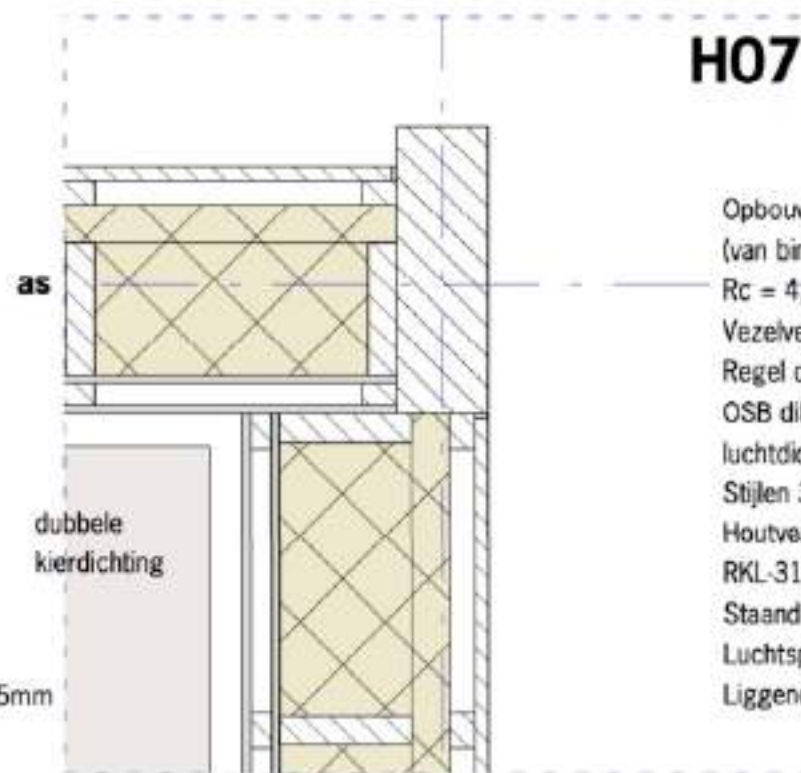 H07
as
Opbouw
(van bin
Rc = 4
Vezelve
Regel d
OSB dik
luchtdic
Stijlen
Houtve
RKL-31
Staand
Luchtsp
Liggend
dubbele
kierdichting
5mm